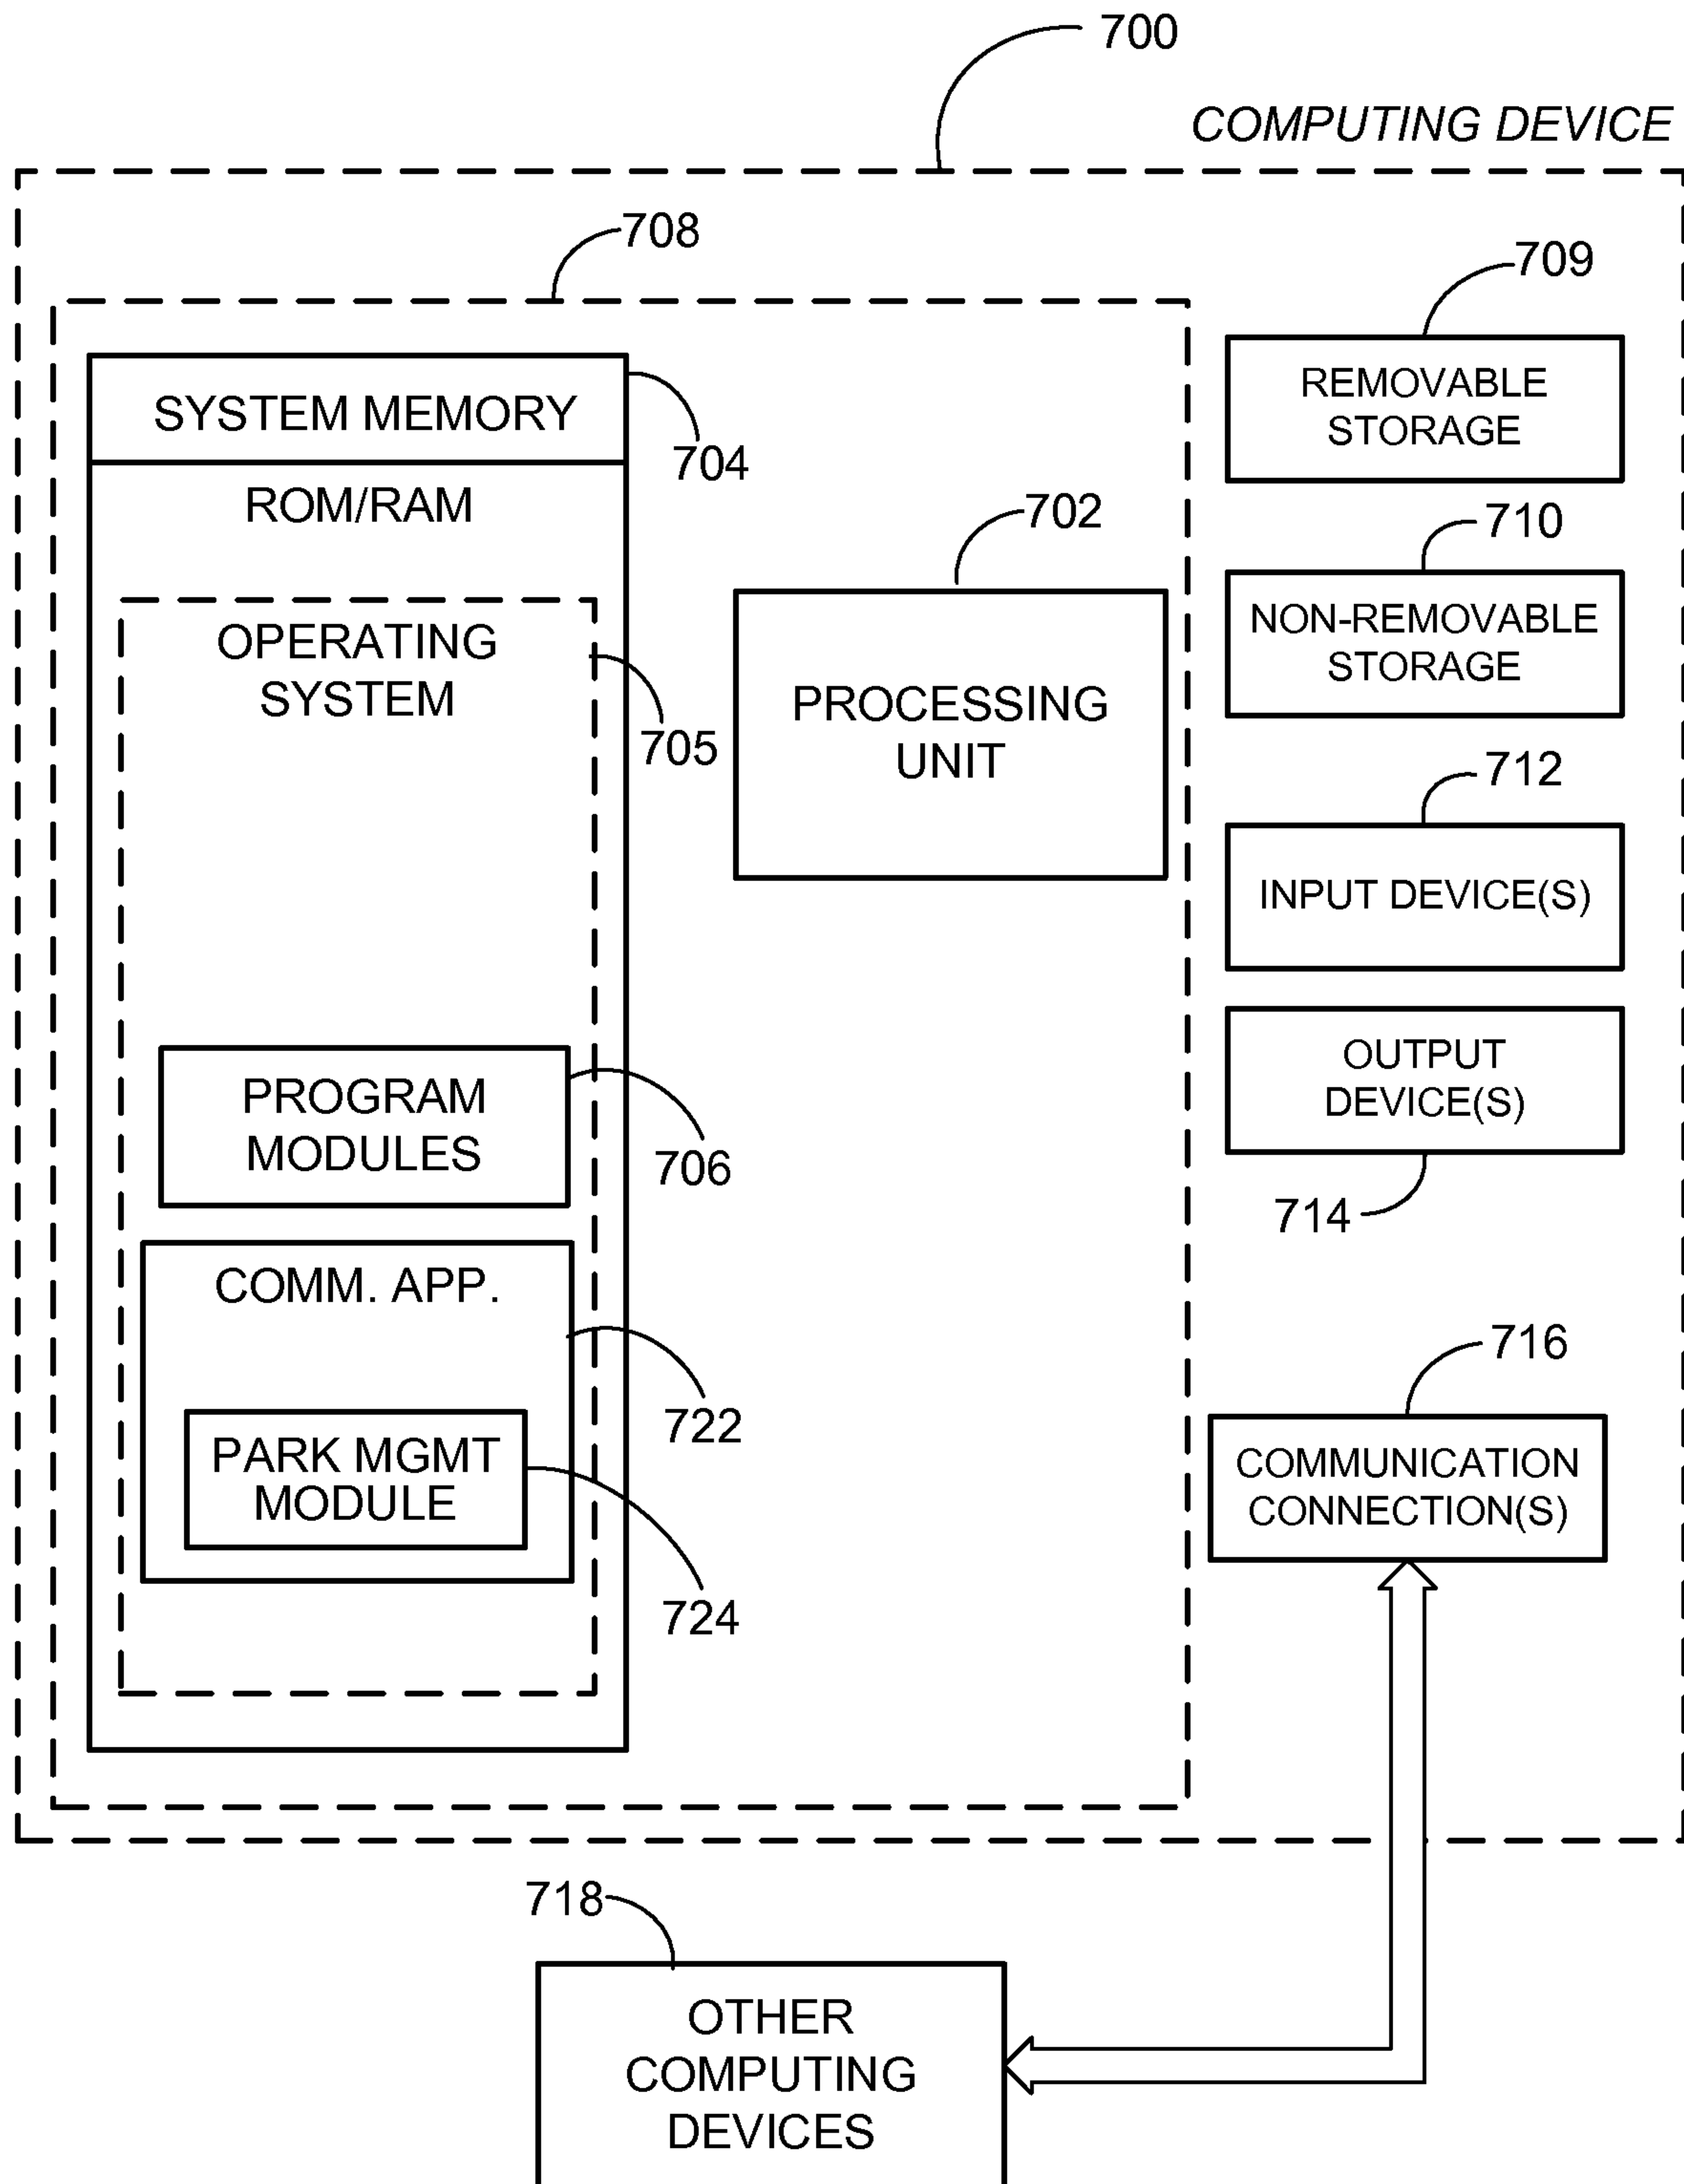 700
COMPUTING DEVICE
708
709
SYSTEM MEMORY
704
ROM/RAM
REMOVABLE
STORAGE
702
710
OPERATING
SYSTEM
705
PROCESSING
UNIT
NON-REMOVABLE
STORAGE
712
INPUT DEVICE(S)
PROGRAM
MODULES
706
OUTPUT
DEVICE(S)
714
COMM. APP.
722
716
PARK MGMT
MODULE
724
COMMUNICATION
CONNECTION(S)
718
OTHER
COMPUTING
DEVICES